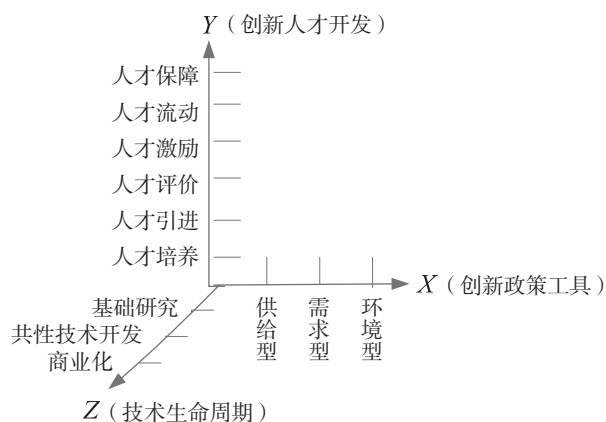 Y（创新人才开发）
人才保障
人才流动
人才激励
人才评价
人才引进
人才培养
X（创新政策工具）
供给型
需求型
环境型
基础研究
共性技术开发
商业化
Z（技术生命周期）